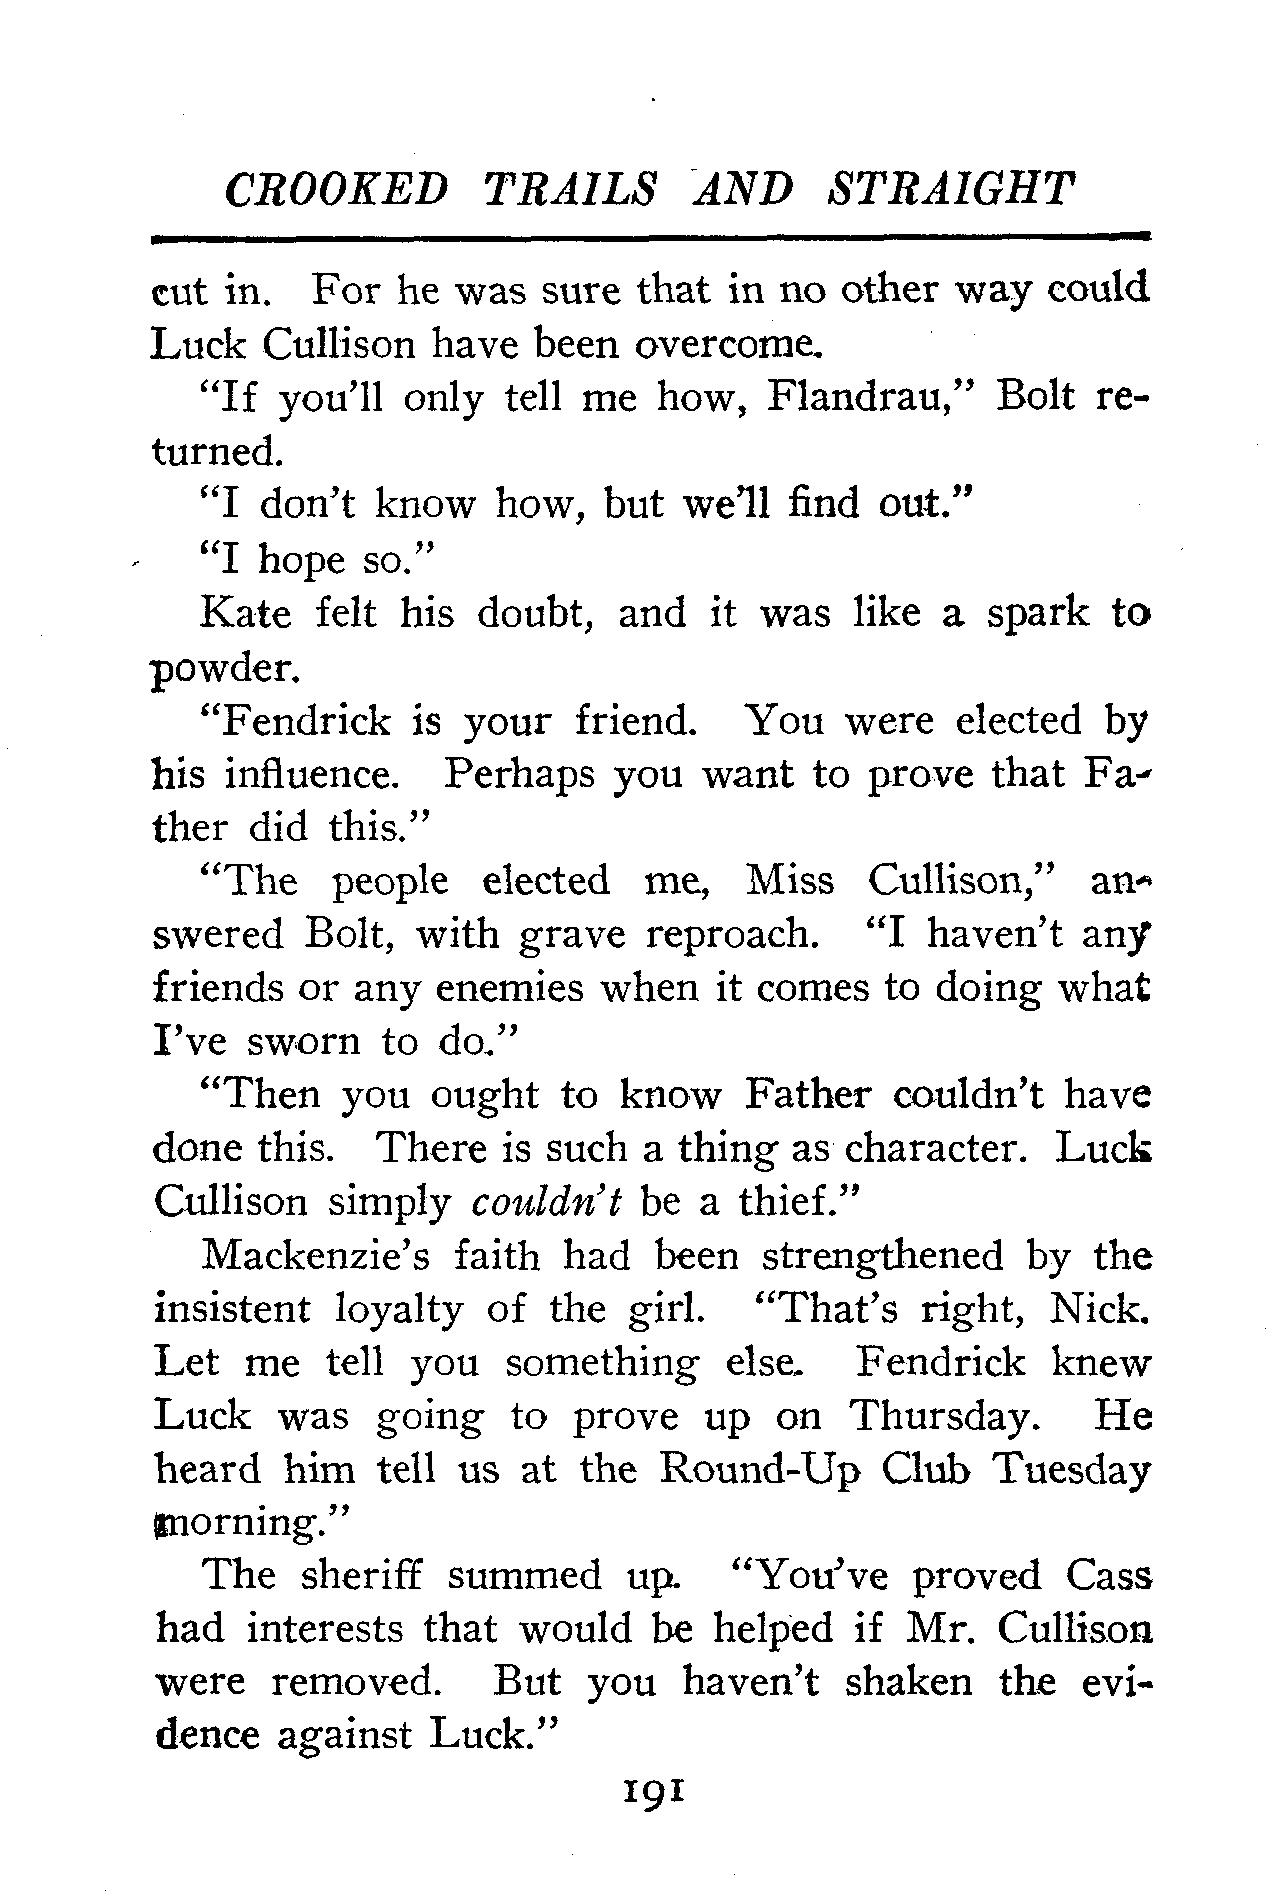 CROOKED TRAILS AND STRAIGHT
cut in. For he was sure that in no other way could
Luck Cullison have been overcome.
“If you’ll only tell me how, Flandrau,” Bolt re-
turned.
“I don’t know how, but we’ll find out.”
“I hope so.”
Kate felt his doubt, and it was like a spark to
powder.
“Fendrick is your friend. You were elected by
his influence. Perhaps you want to prove that Fa-
ther did this.”
“The people elected me, Miss Cullison,” an-
swered Bolt, with grave reproach. “I haven’t any
friends or any enemies when it comes to doing what
I’ve sworn to do.”
“Then you ought to know Father couldn’t have
done this. There is such a thing as character. Luck
Cullison simply couldn’t be a thief.”
Mackenzie’s faith had been strengthened by the
insistent loyalty of the girl. “That’s right, Nick.
Let me tell you something else. Fendrick knew
Luck was going to prove up on Thursday. He
heard him tell us at the Round-Up Club Tuesday
morning.”
The sheriff summed up. “You’ve proved Cass
had interests that would be helped if Mr. Cullison
were removed. But you haven’t shaken the evi-
dence against Luck.”
191